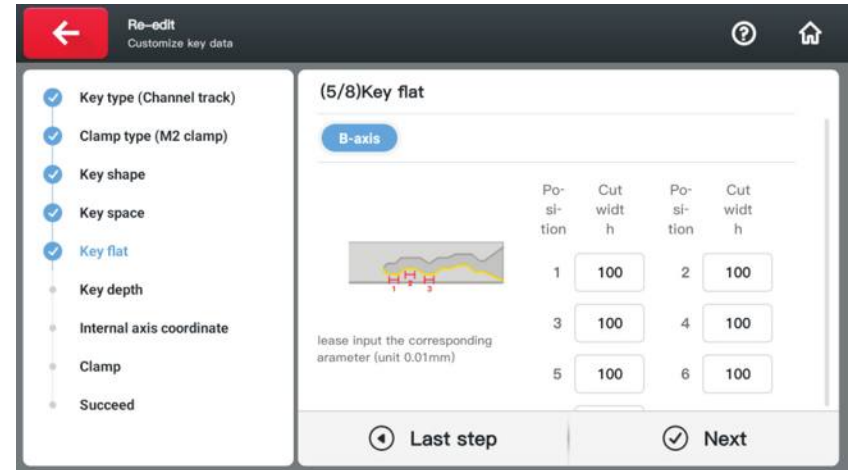 Re-edit
Customize key data
Key type (Channel track)
Clamp type (M2 clamp)
Key shape
Key space
Key flat
Key depth
Internal axis coordinate
Clamp
Succeed
(5/8)Key flat
B-axis
Po-
si-
tion
Cut
widt
h
Po-
si-
tion
Cut
widt
h
1 100 2 100
3 100 4 100
5 100 6 100
1 2 3
lease input the corresponding
arameter (unit 0.01mm)
Last step
Next